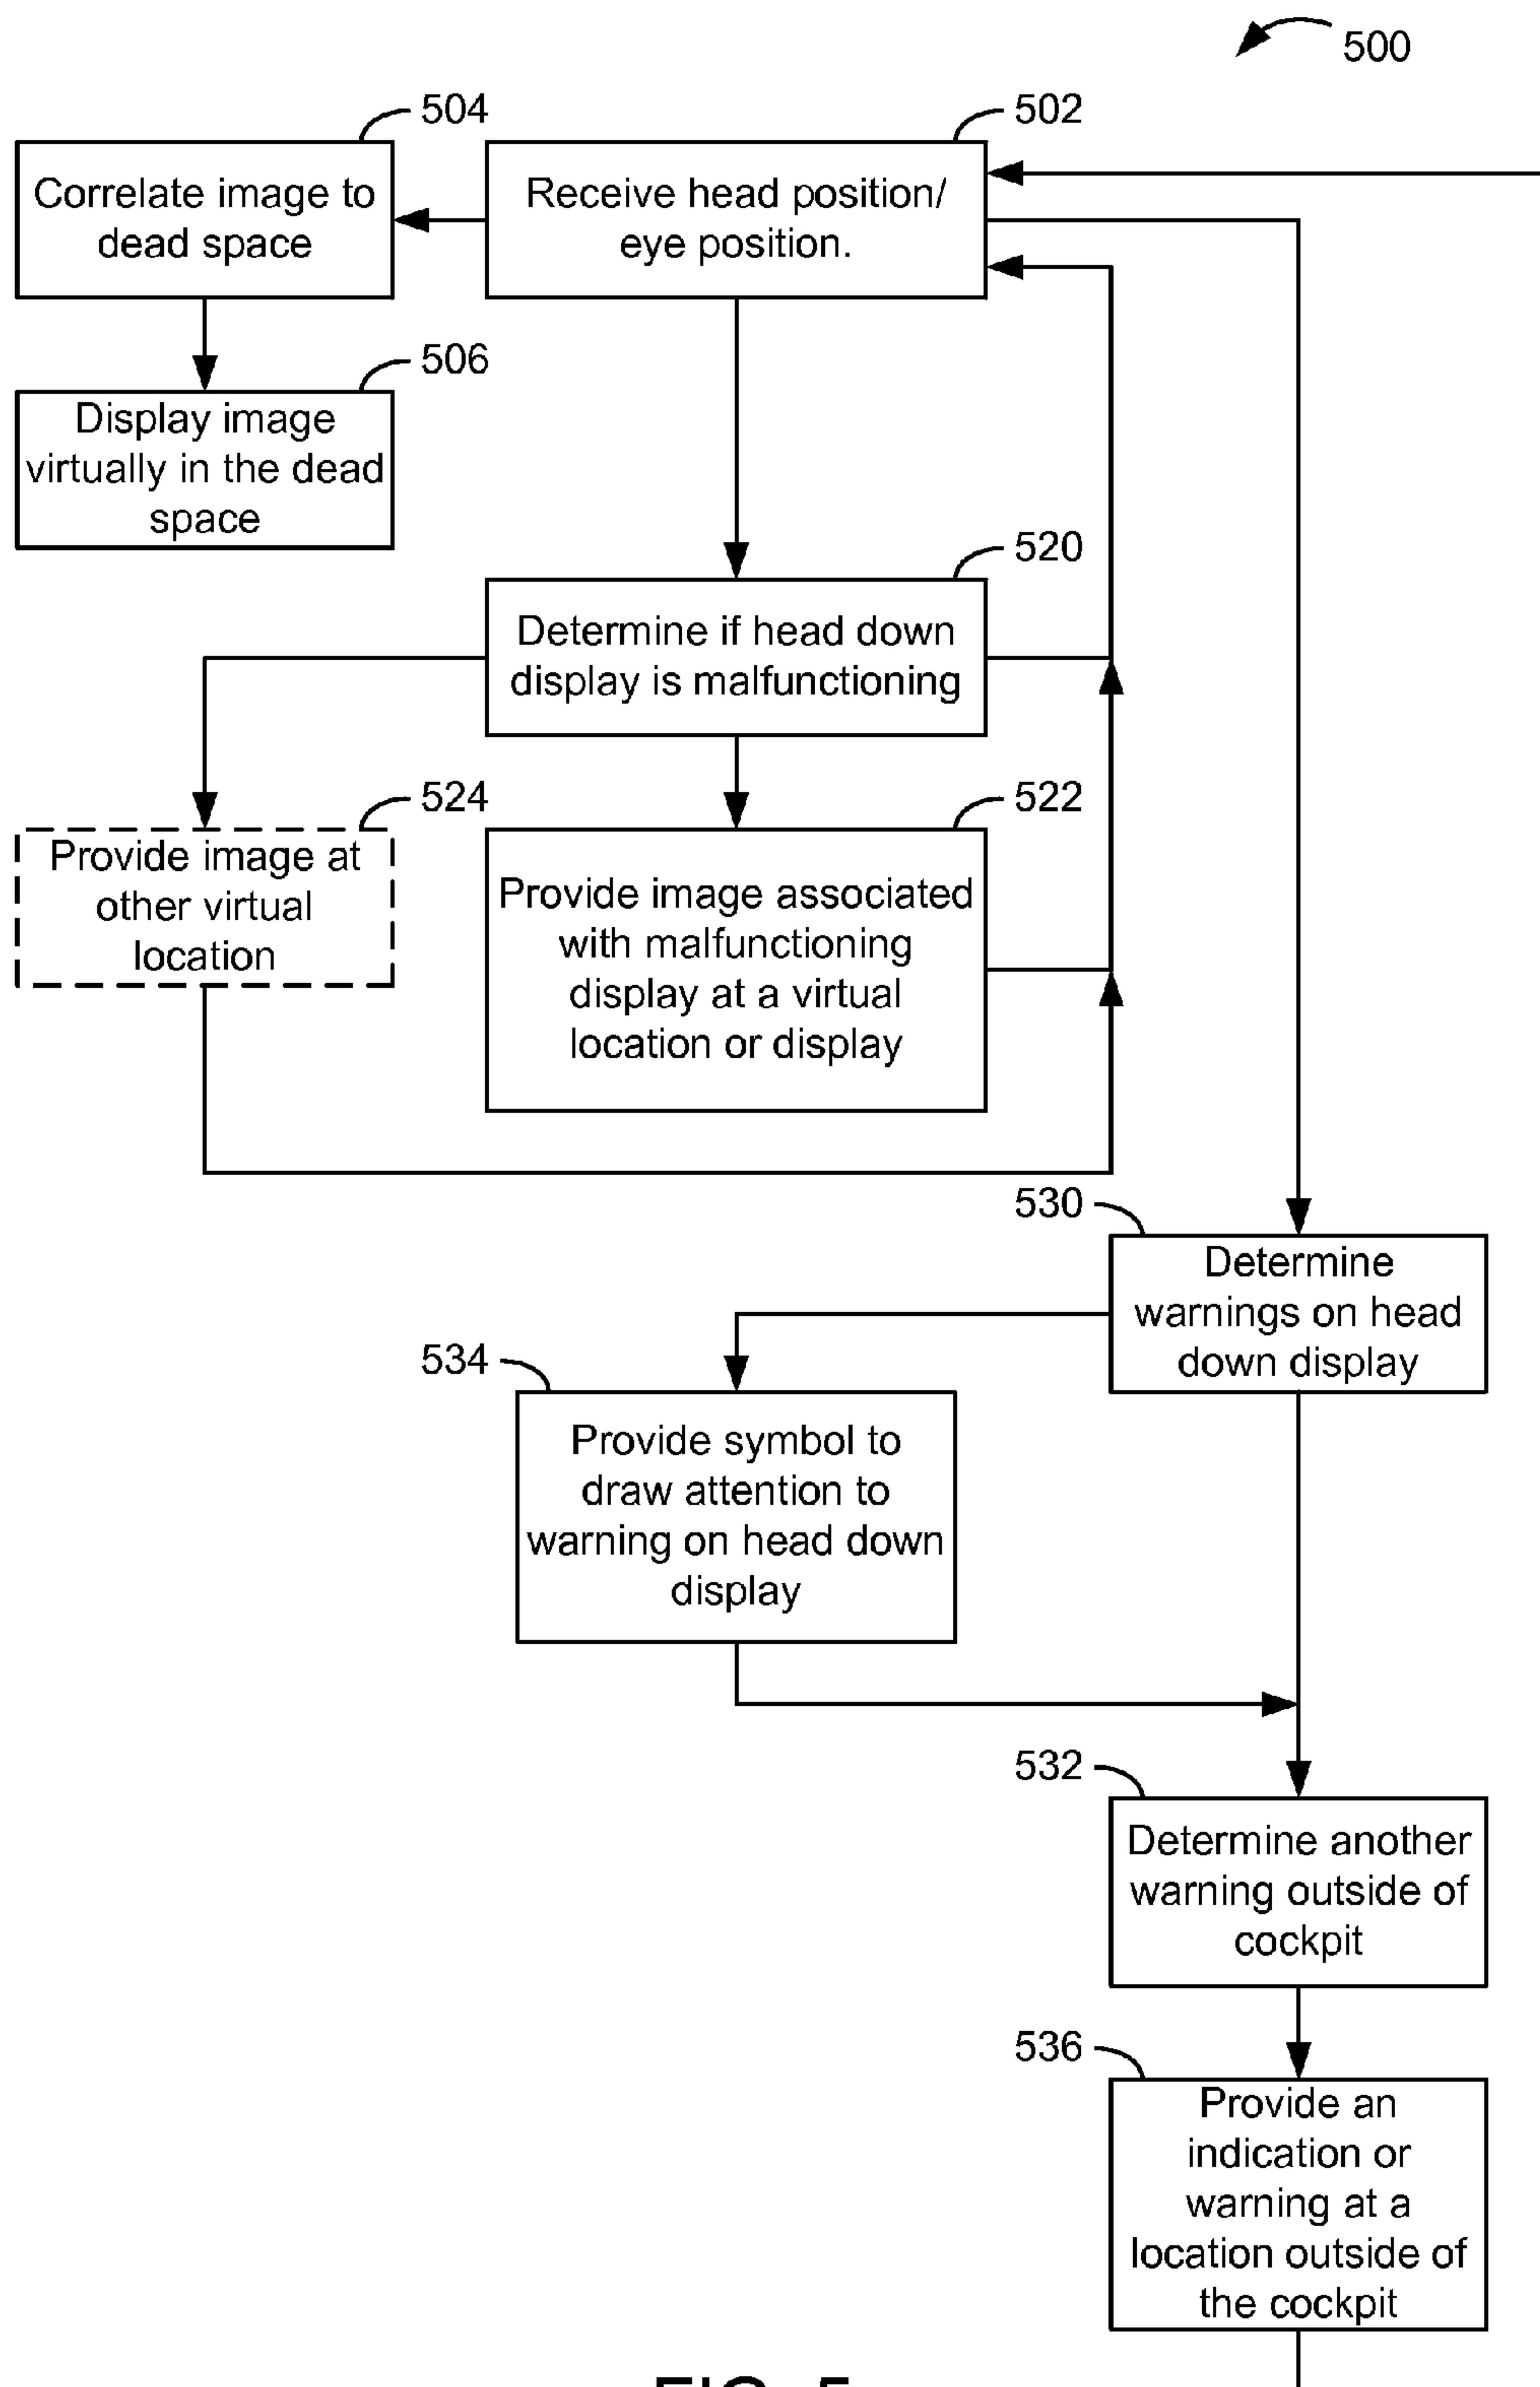 500
504
502
Correlate image to
dead space
Receive head position/
eye position.
506
Display image
virtually in the dead
space
520
Determine if head down
display is malfunctioning
524
522
Provide image at
other virtual
location
Provide image associated
with malfunctioning
display at a virtual
location or display
530
Determine
warnings on head
down display
534
Provide symbol to
draw attention to
warning on head down
display
532
Determine another
warning outside of
cockpit
536
Provide an
indication or
warning at a
location outside of
the cockpit
FIG. 5